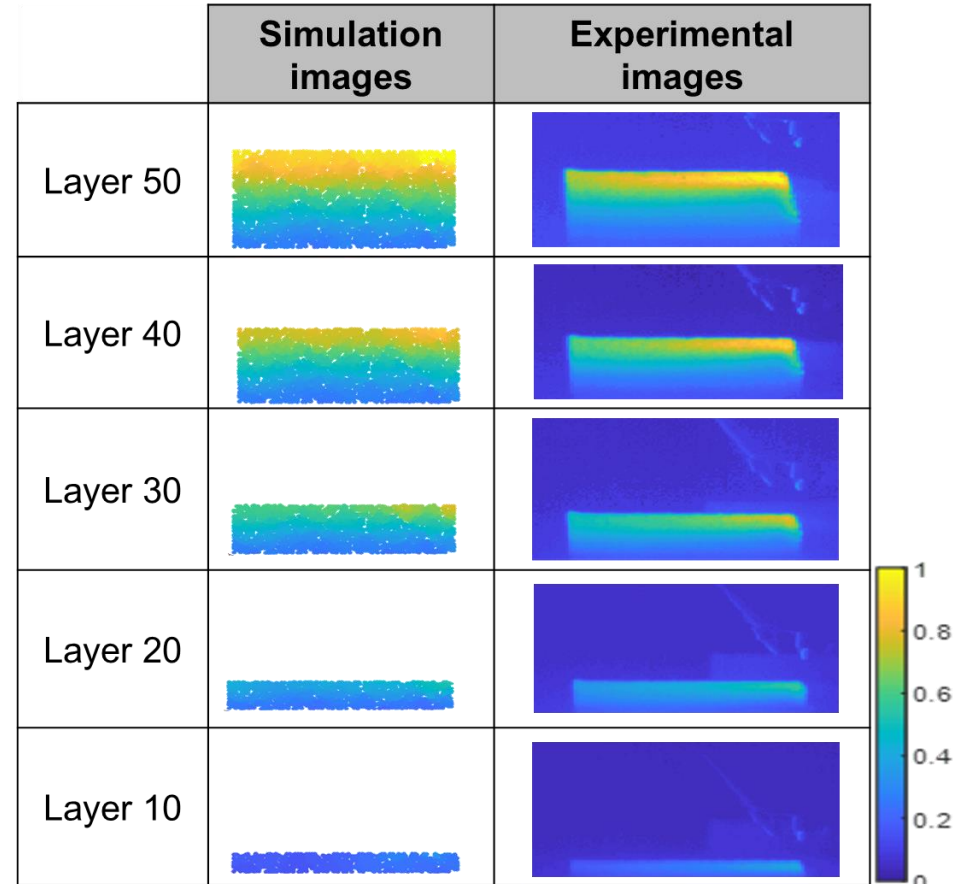 Simulation
images
Experimental
images
Layer 50
Layer 40
Layer 30
Layer 20
Layer 10
1
0.8
0.6
0.4
0.2
0